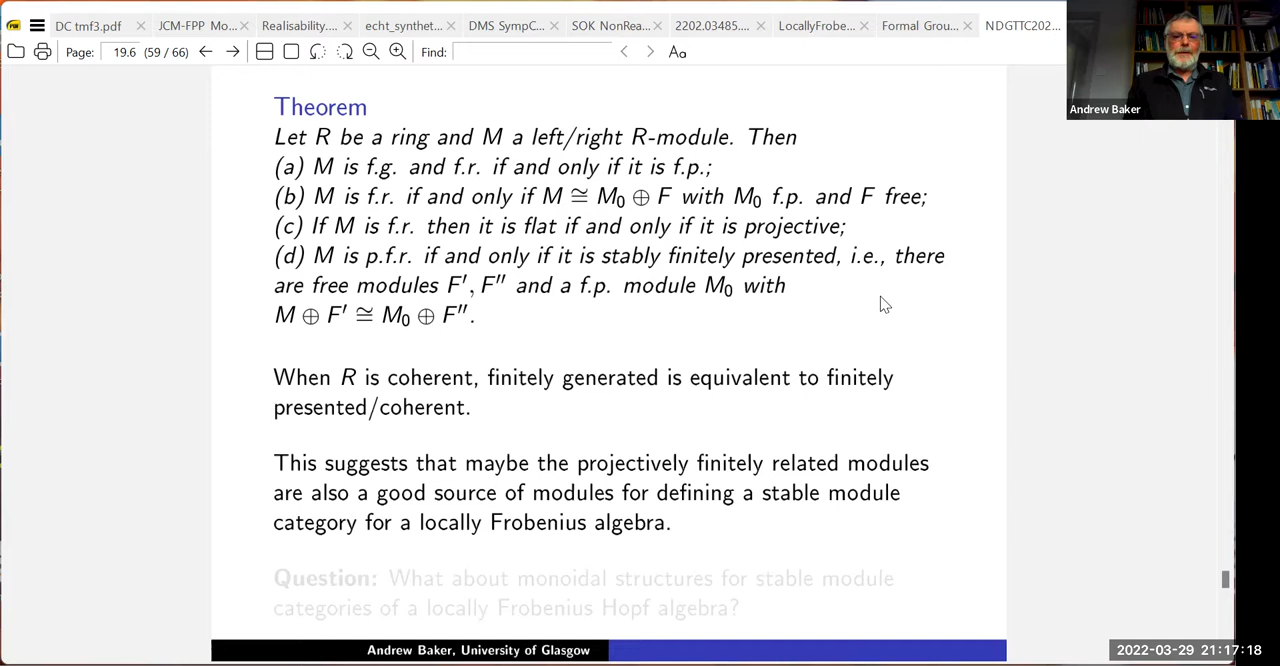 DC tmf3.pdf × JCM-FPP Mo... × Realisability.... × echt_synthet... × DMS SympC... × SOK NonRea... × 2202.03485.... × LocallyFrobe... × Formal Grou... × NDGTTC202...
Page: 19.6 (59 / 66) Find: Aa
Andrew Baker
Theorem
Let R be a ring and M a left/right R-module. Then
(a) M is f.g. and f.r. if and only if it is f.p.;
(b) M is f.r. if and only if M ≅ M₀ ⊕ F with M₀ f.p. and F free;
(c) If M is f.r. then it is flat if and only if it is projective;
(d) M is p.f.r. if and only if it is stably finitely presented, i.e., there
are free modules F′, F″ and a f.p. module M₀ with
M ⊕ F′ ≅ M₀ ⊕ F″.
When R is coherent, finitely generated is equivalent to finitely
presented/coherent.
This suggests that maybe the projectively finitely related modules
are also a good source of modules for defining a stable module
category for a locally Frobenius algebra.
Question: What about monoidal structures for stable module
categories of a locally Frobenius Hopf algebra?
Andrew Baker, University of Glasgow
2022-03-29 21:17:18